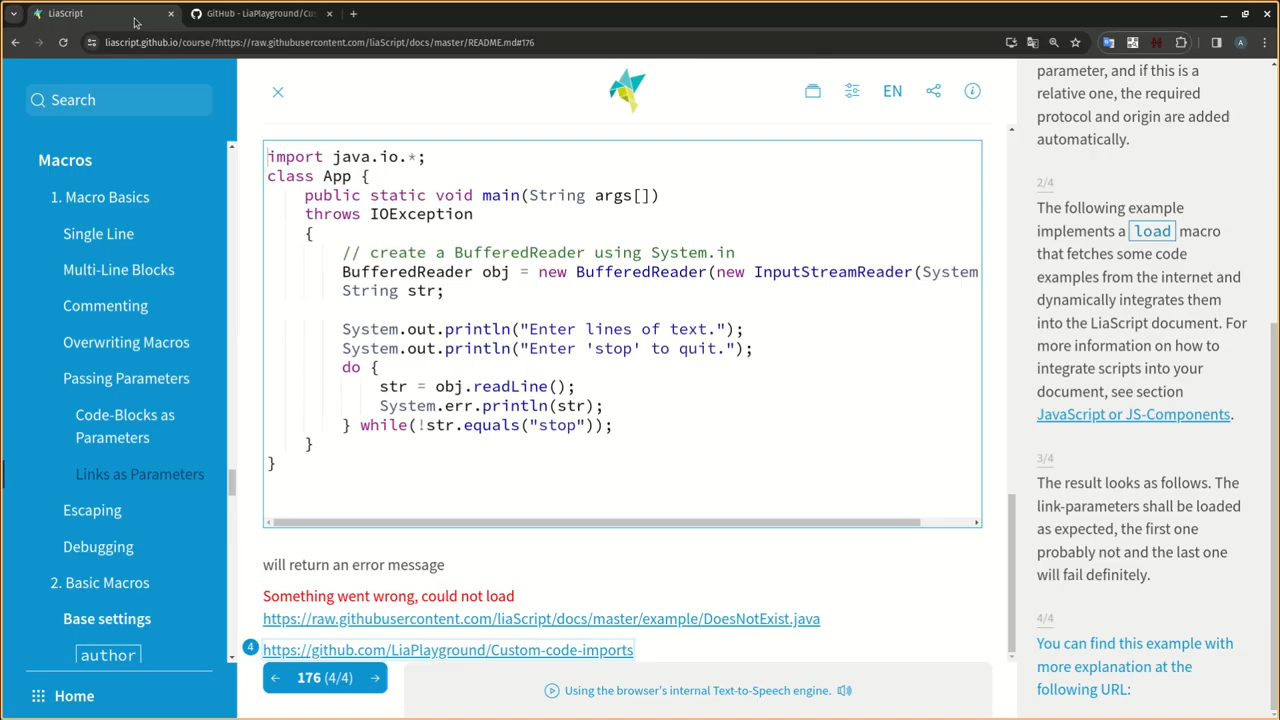 LiaScript
GitHub - LiaPlayground/Cus
liascript.github.io/course/?https://raw.githubusercontent.com/liaScript/docs/master/README.md#176
A
Search
Macros
1. Macro Basics
Single Line
Multi-Line Blocks
Commenting
Overwriting Macros
Passing Parameters
Code-Blocks as
Parameters
Links as Parameters
Escaping
Debugging
2. Basic Macros
Base settings
author
Home
EN
import java.io.*;
class App {
public static void main(String args[])
throws IOException
{
// create a BufferedReader using System.in
BufferedReader obj = new BufferedReader(new InputStreamReader(System
String str;
System.out.println("Enter lines of text.");
System.out.println("Enter 'stop' to quit.");
do {
str = obj.readLine();
System.err.println(str);
} while(!str.equals("stop"));
}
}
will return an error message
Something went wrong, could not load
https://raw.githubusercontent.com/liaScript/docs/master/example/DoesNotExist.java
4 https://github.com/LiaPlayground/Custom-code-imports
176 (4/4)
Using the browser's internal Text-to-Speech engine.
parameter, and if this is a
relative one, the required
protocol and origin are added
automatically.
2/4
The following example
implements a load macro
that fetches some code
examples from the internet and
dynamically integrates them
into the LiaScript document. For
more information on how to
integrate scripts into your
document, see section
JavaScript or JS-Components.
3/4
The result looks as follows. The
link-parameters shall be loaded
as expected, the first one
probably not and the last one
will fail definitely.
4/4
You can find this example with
more explanation at the
following URL: